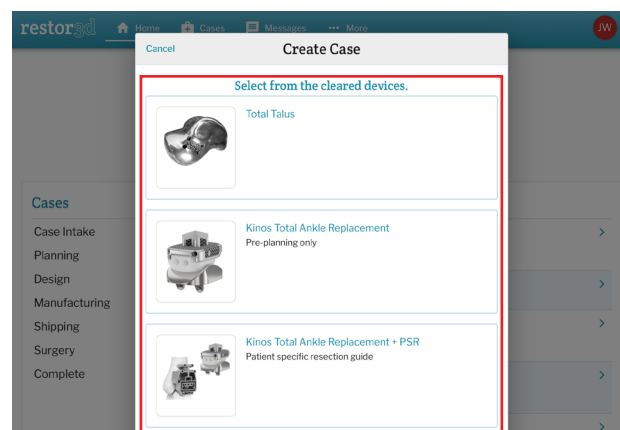 restor3d Home Cases Messages ••• More JW
Cancel Create Case
Select from the cleared devices.
Total Talus
Kinos Total Ankle Replacement
Pre-planning only
Kinos Total Ankle Replacement + PSR
Patient specific resection guide
Cases
Case Intake
Planning
Design
Manufacturing
Shipping
Surgery
Complete